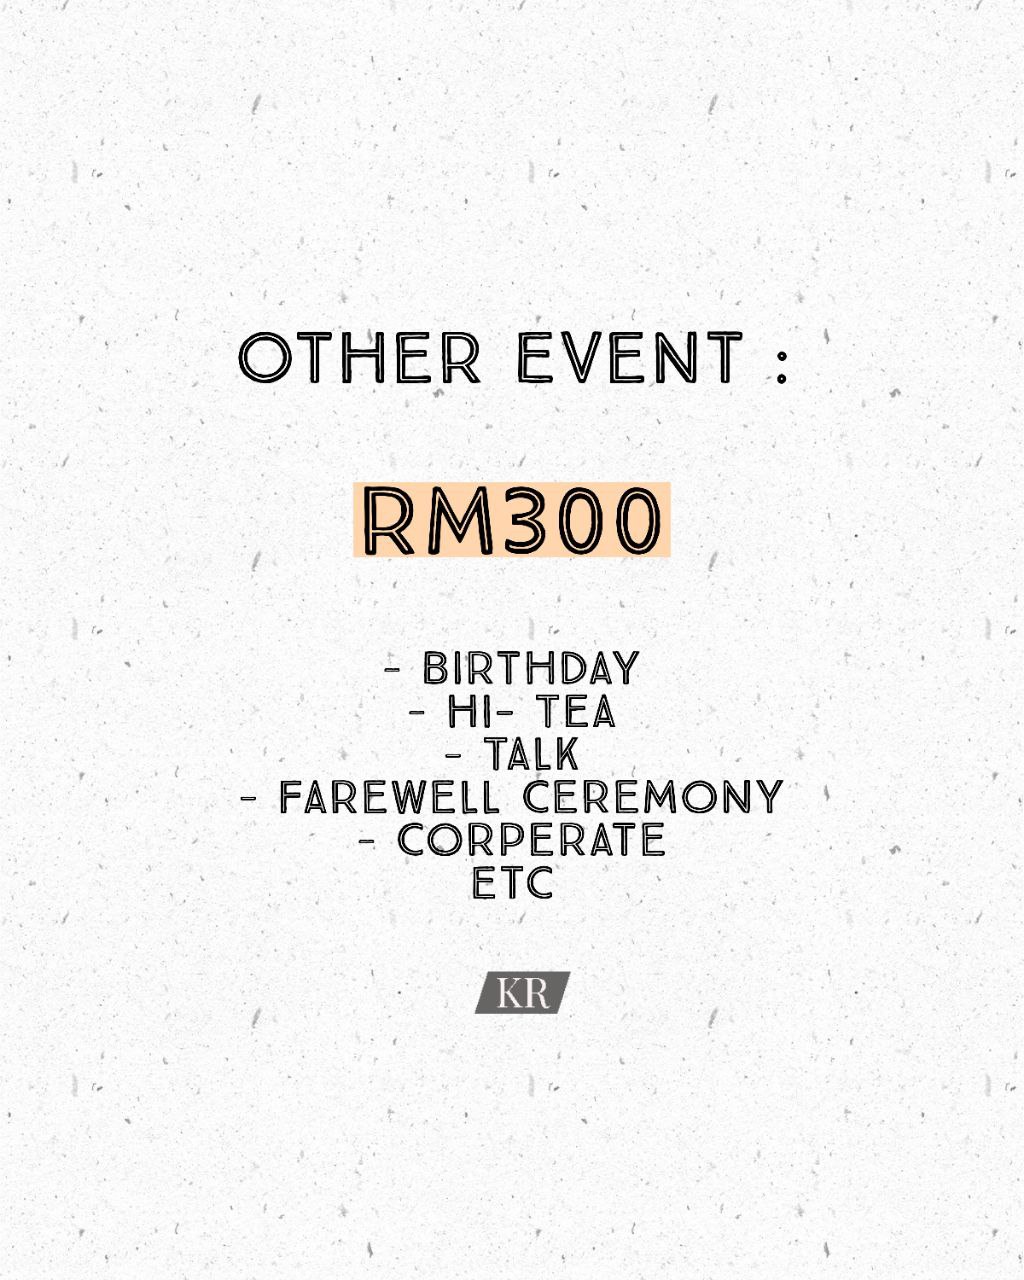 OTHER EVENT :
RM300
- BIRTHDAY
- HI- TEA
- TALK
- FAREWELL CEREMONY
- CORPERATE
ETC
KR